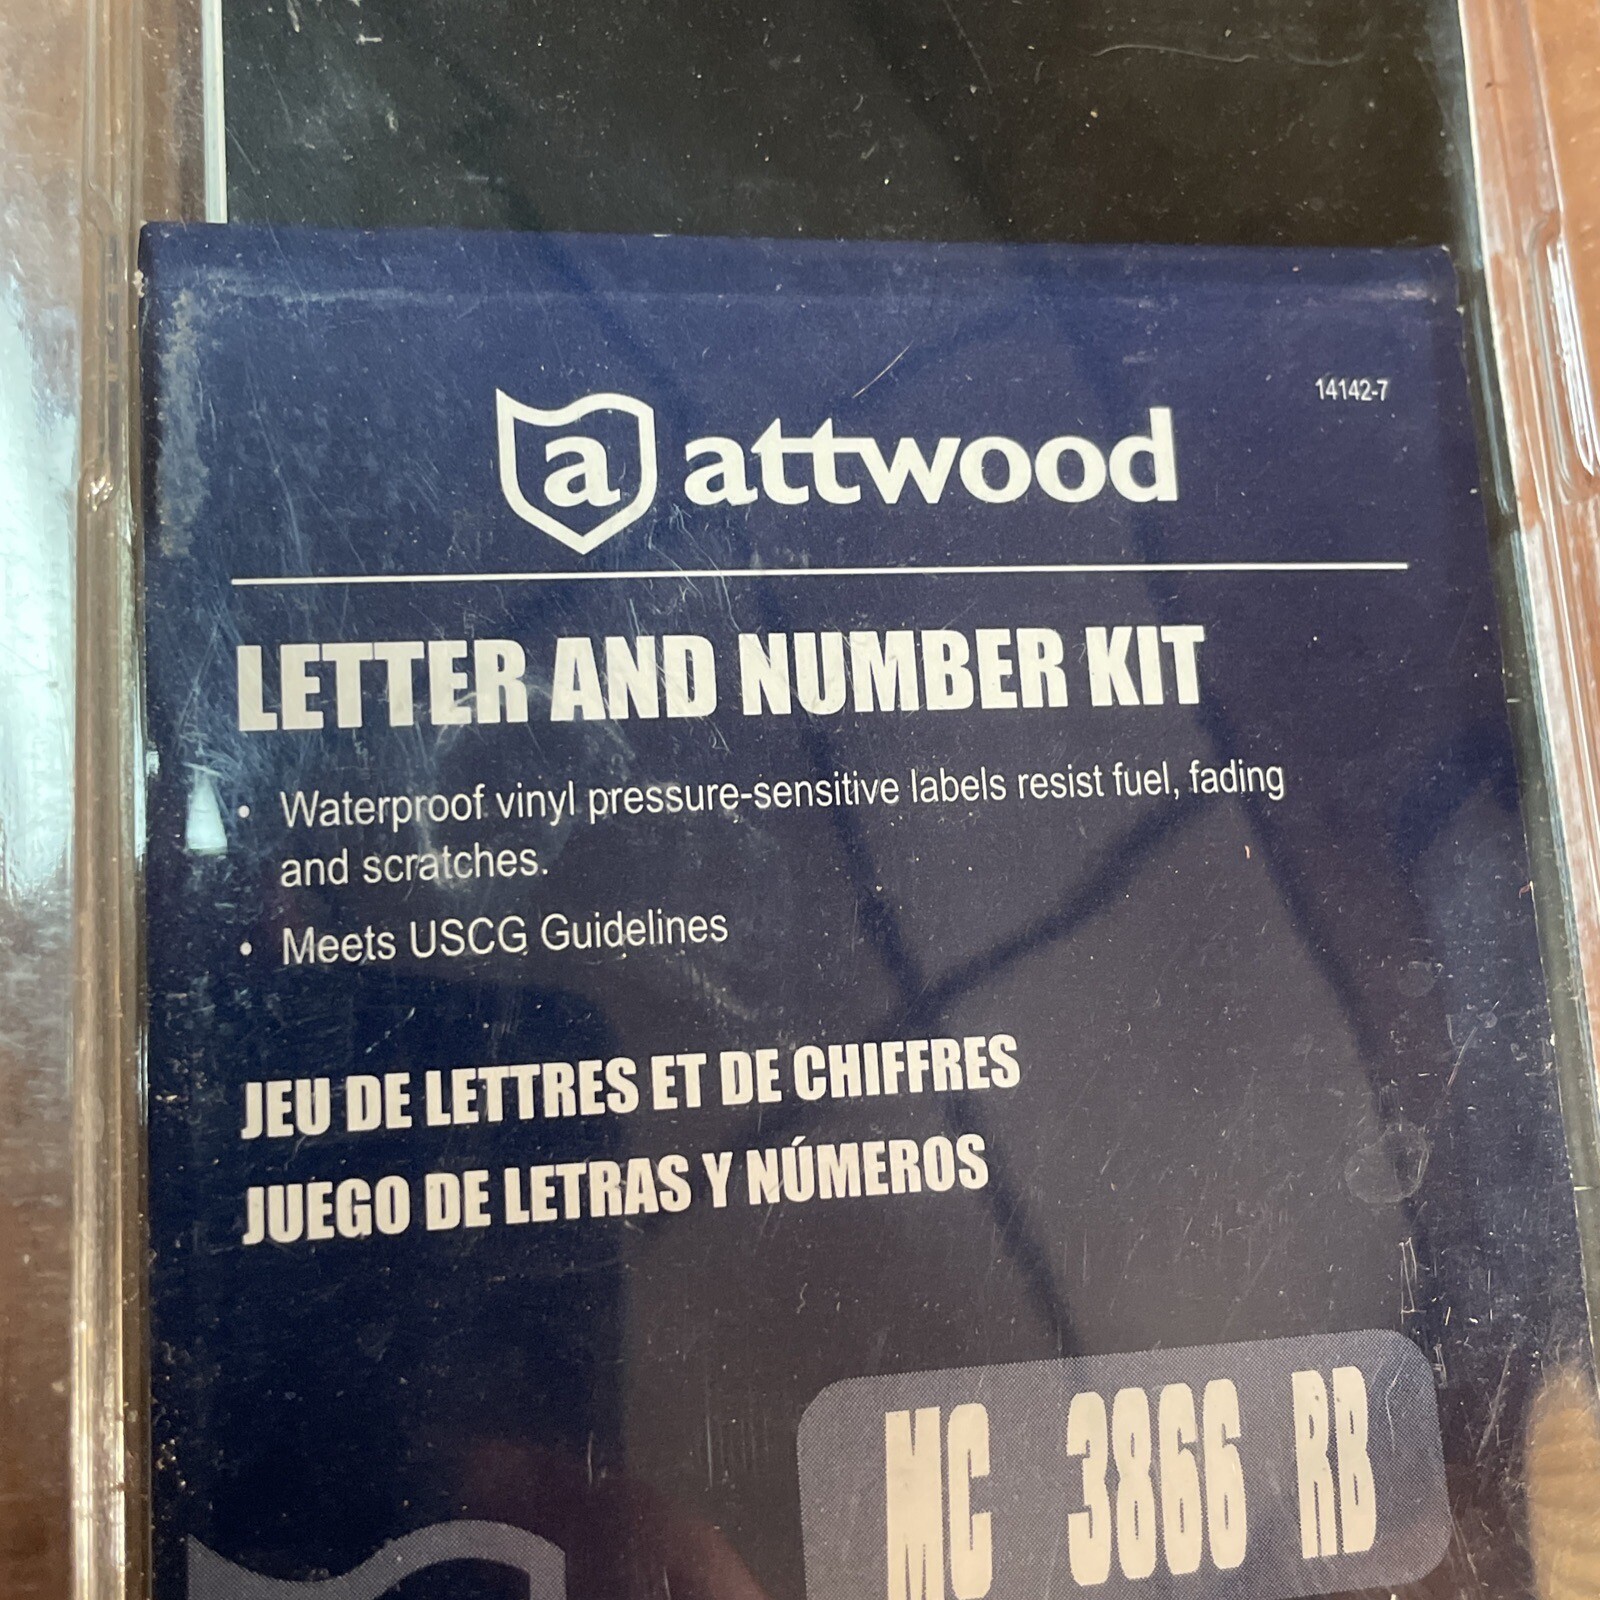 14142-7
a attwood
LETTER AND NUMBER KIT
• Waterproof vinyl pressure-sensitive labels resist fuel, fading
and scratches.
• Meets USCG Guidelines
JEU DE LETTRES ET DE CHIFFRES
JUEGO DE LETRAS Y NÚMEROS
MC 3866 RB